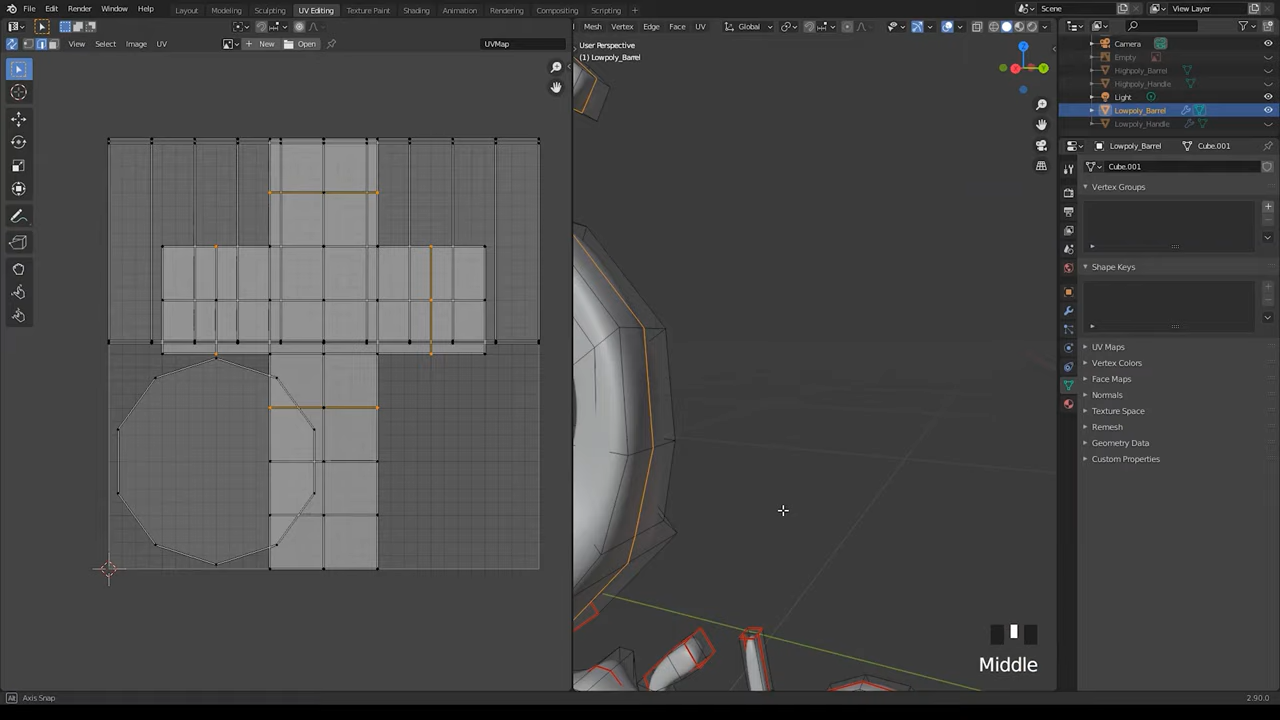 File Edit Render Window Help
Layout Modeling Sculpting UV Editing Texture Paint Shading Animation Rendering Compositing Scripting +
Scene
View Layer
Mesh Vertex Edge Face UV
Global
View Select Image UV
New
Open
UVMap
User Perspective
(1) Lowpoly_Barrel
X
Y
Z
Camera
Empty
Highpoly_Barrel
Highpoly_Handle
Light
Lowpoly_Barrel
Lowpoly_Handle
Lowpoly_Barrel
Cube.001
Cube.001
Vertex Groups
Shape Keys
UV Maps
Vertex Colors
Face Maps
Normals
Texture Space
Remesh
Geometry Data
Custom Properties
Middle
Alt Axis Snap
2.90.0